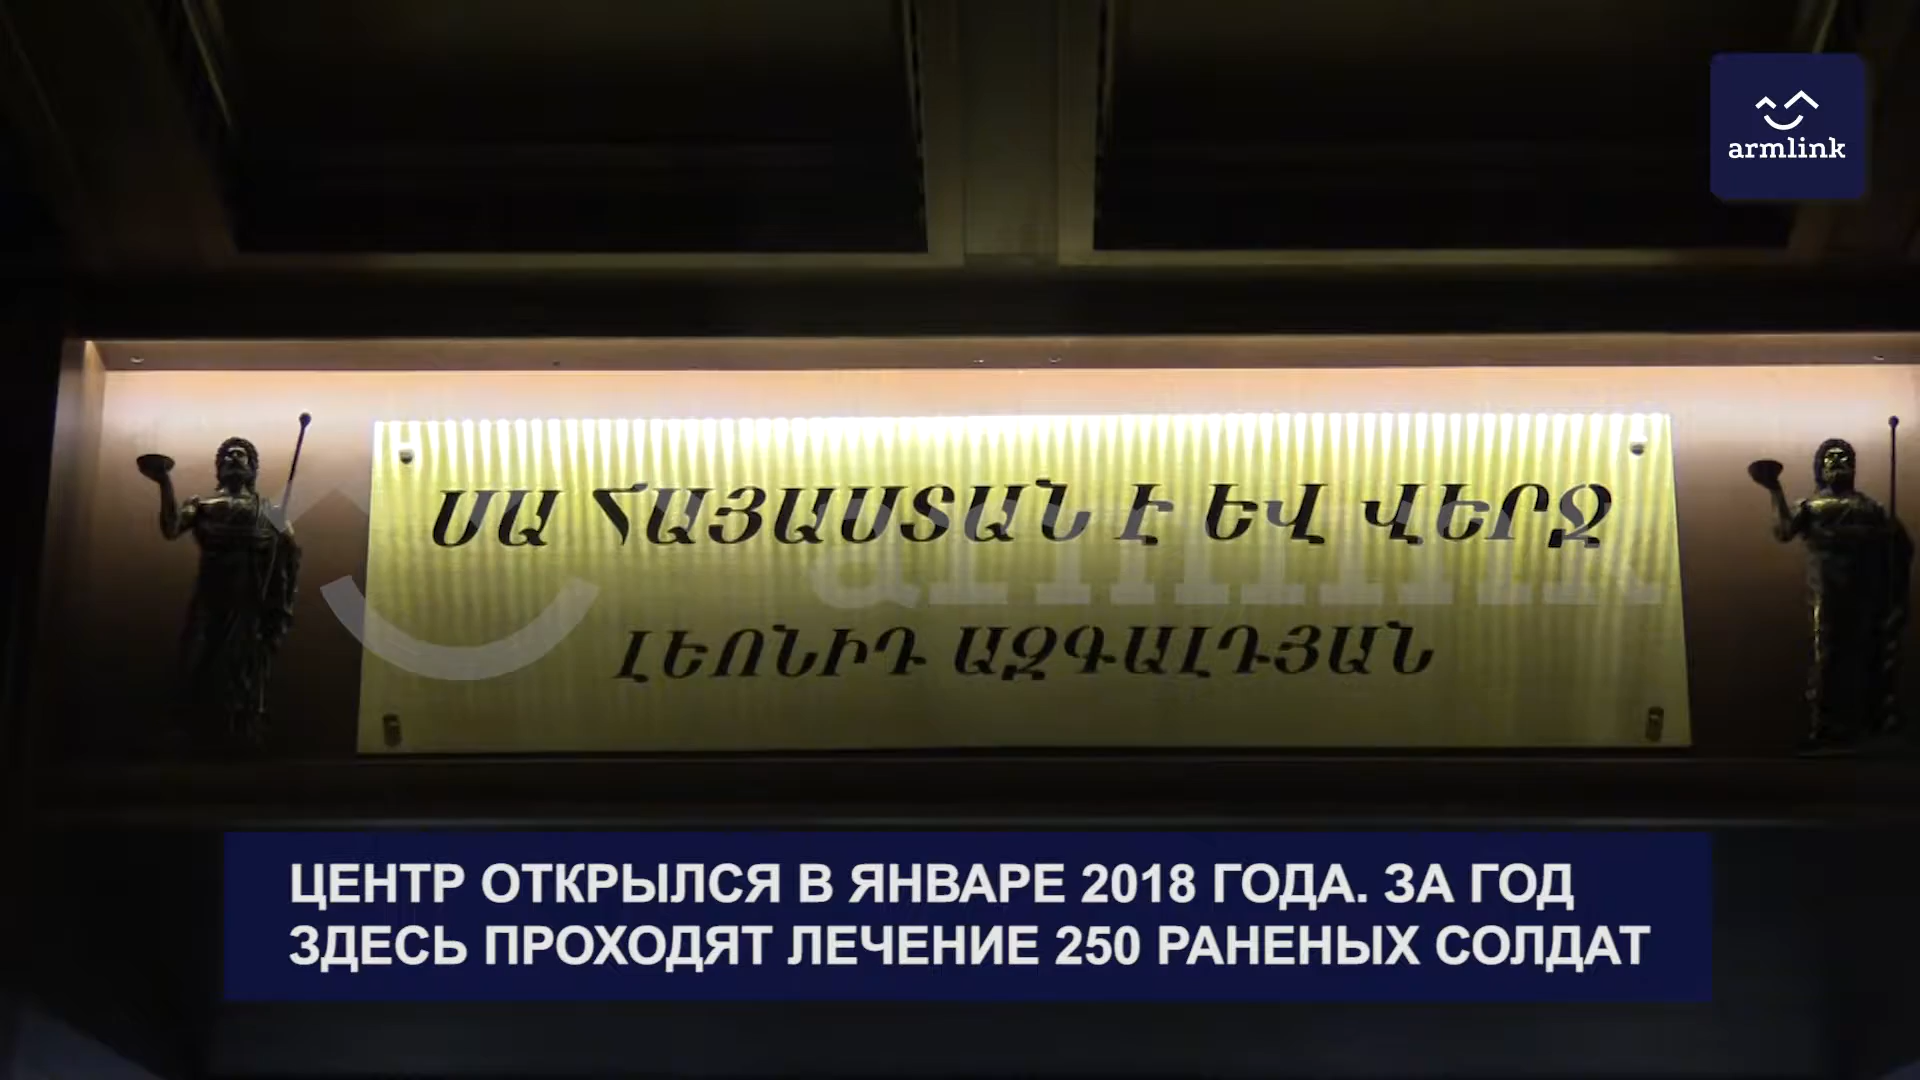 armlink
ՍԱ ՀԱՅԱՍՏԱՆ Է ԵՎ ՎԵՐՋ
armlink
ԼԵՈՆԻԴ ԱԶԳԱԼԴՅԱՆ
ЦЕНТР ОТКРЫЛСЯ В ЯНВАРЕ 2018 ГОДА. ЗА ГОД
ЗДЕСЬ ПРОХОДЯТ ЛЕЧЕНИЕ 250 РАНЕНЫХ СОЛДАТ